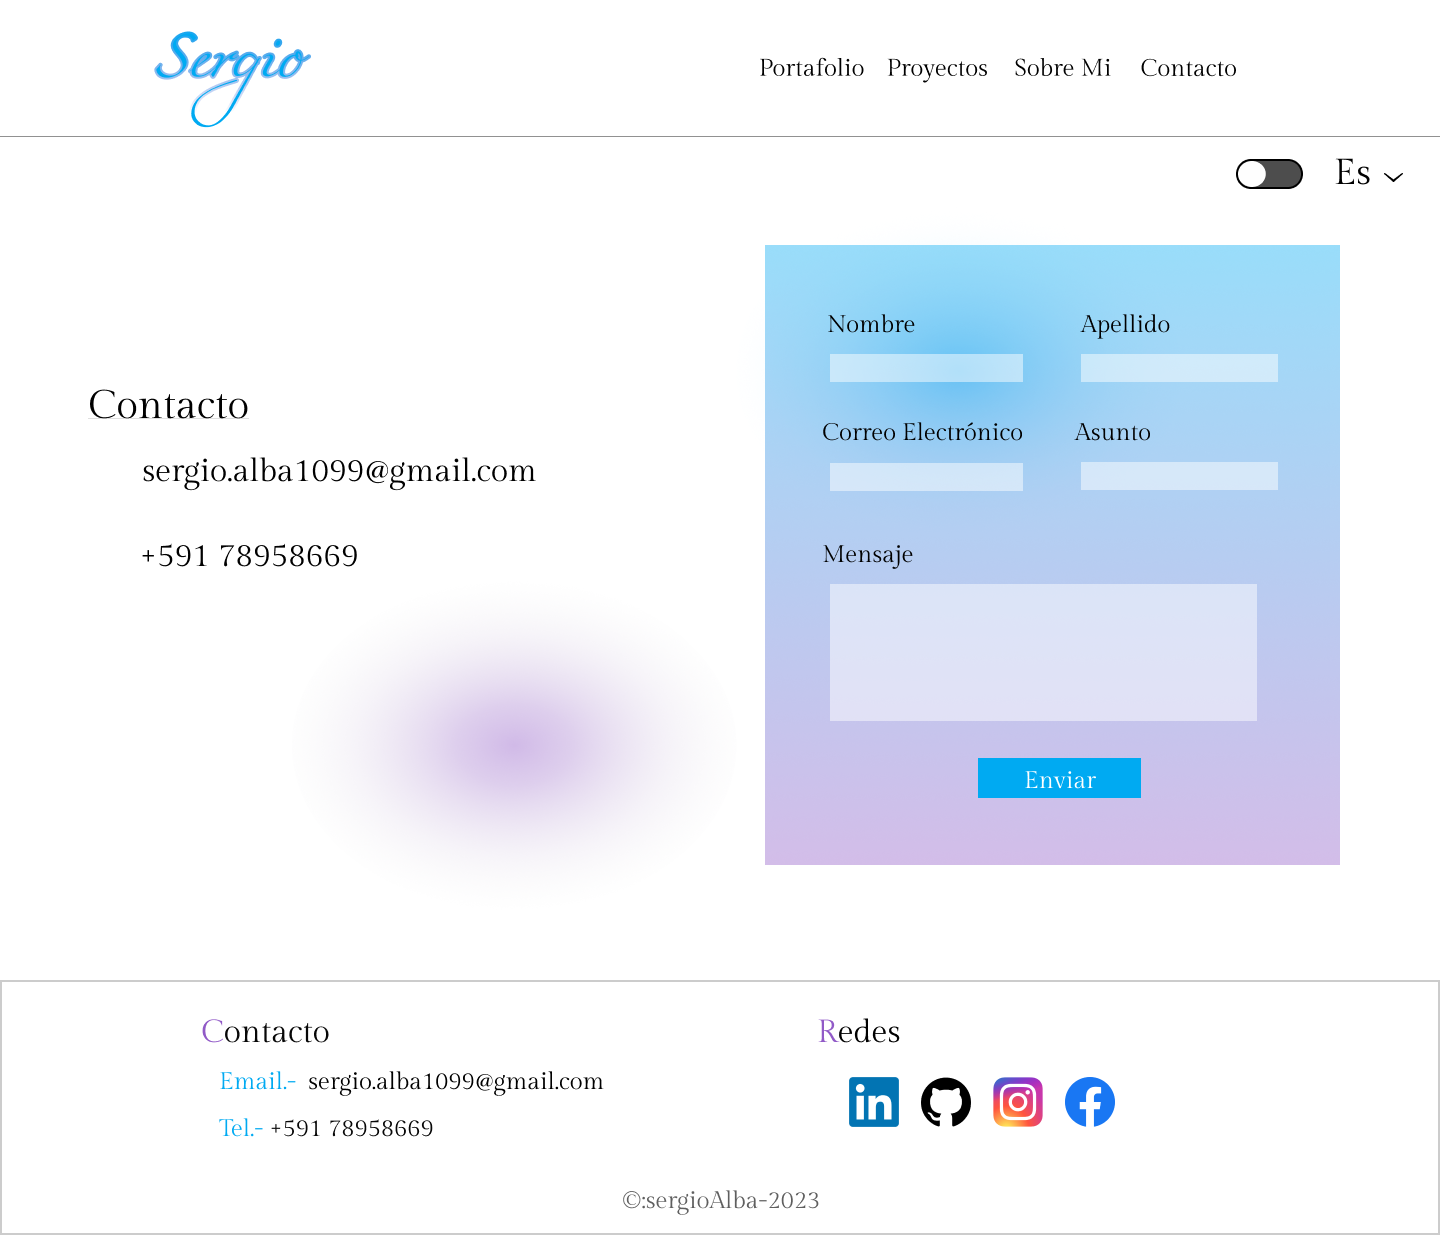 Sergio
Portafolio Proyectos Sobre Mi Contacto
Es
Contacto
sergio.alba1099@gmail.com
+591 78958669
Nombre Apellido
Correo Electrónico Asunto
Mensaje
Enviar
Contacto
Email.- sergio.alba1099@gmail.com
Tel.- +591 78958669
Redes
in
©:sergioAlba-2023